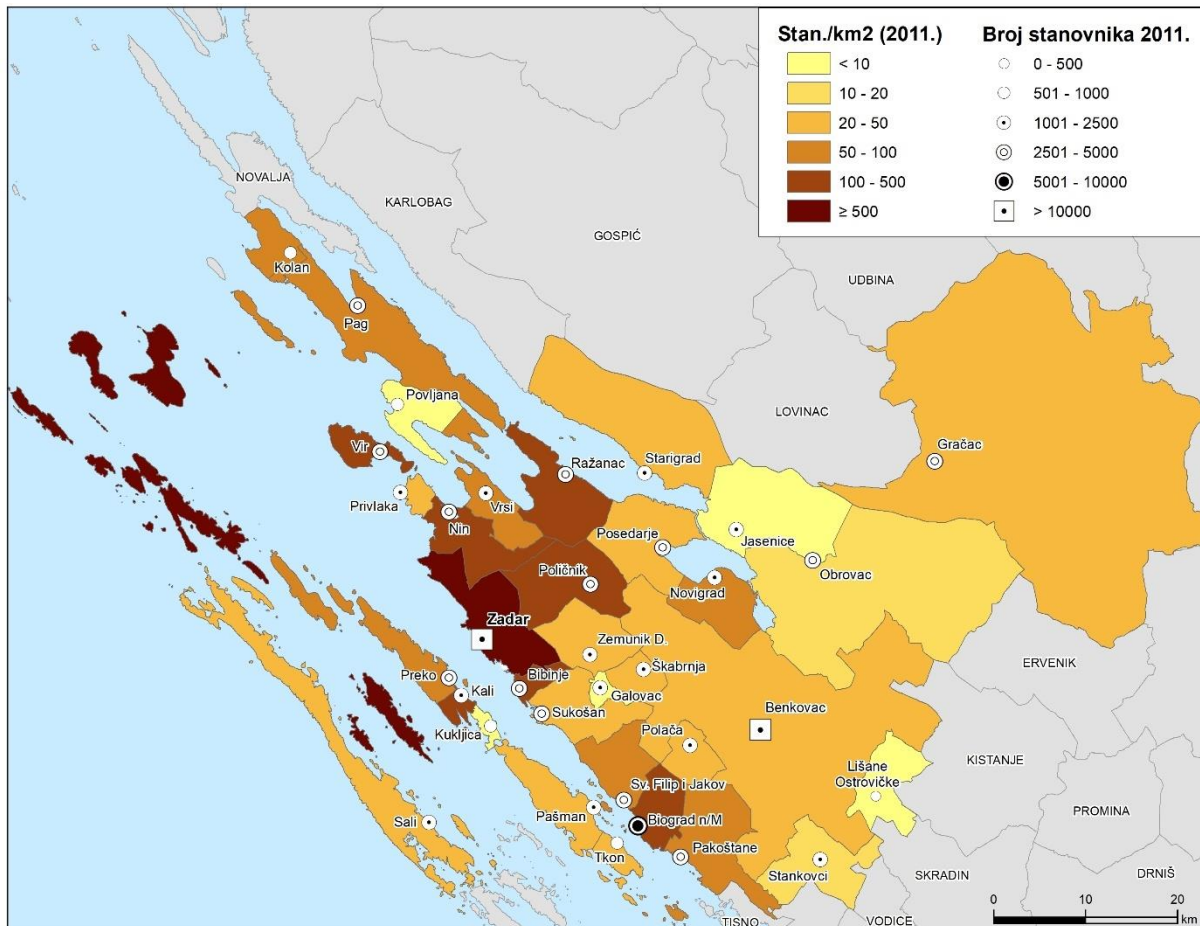 Stan./km2 (2011.)
< 10
10 - 20
20 - 50
50 - 100
100 - 500
≥ 500
Broj stanovnika 2011.
0 - 500
501 - 1000
1001 - 2500
2501 - 5000
5001 - 10000
> 10000
NOVALJA
KARLOBAG
GOSPIĆ
UDBINA
Kolan
Pag
LOVINAC
Povljana
Gračac
Vir
Ražanac
Starigrad
Privlaka
Vrsi
Nin
Posedarje
Jasenice
Obrovac
Poličnik
Novigrad
Zadar
Zemunik D.
ERVENIK
Škabrnja
Preko
Bibinje
Kali
Galovac
Sukošan
Benkovac
Kukljica
Polača
KISTANJE
Lišane
Ostrovičke
Sv. Filip i Jakov
PROMINA
Pašman
Biograd n/M
Sali
Tkon
Pakoštane
Stankovci
SKRADIN
DRNIŠ
TISNO
VODICE
0 10 20
km